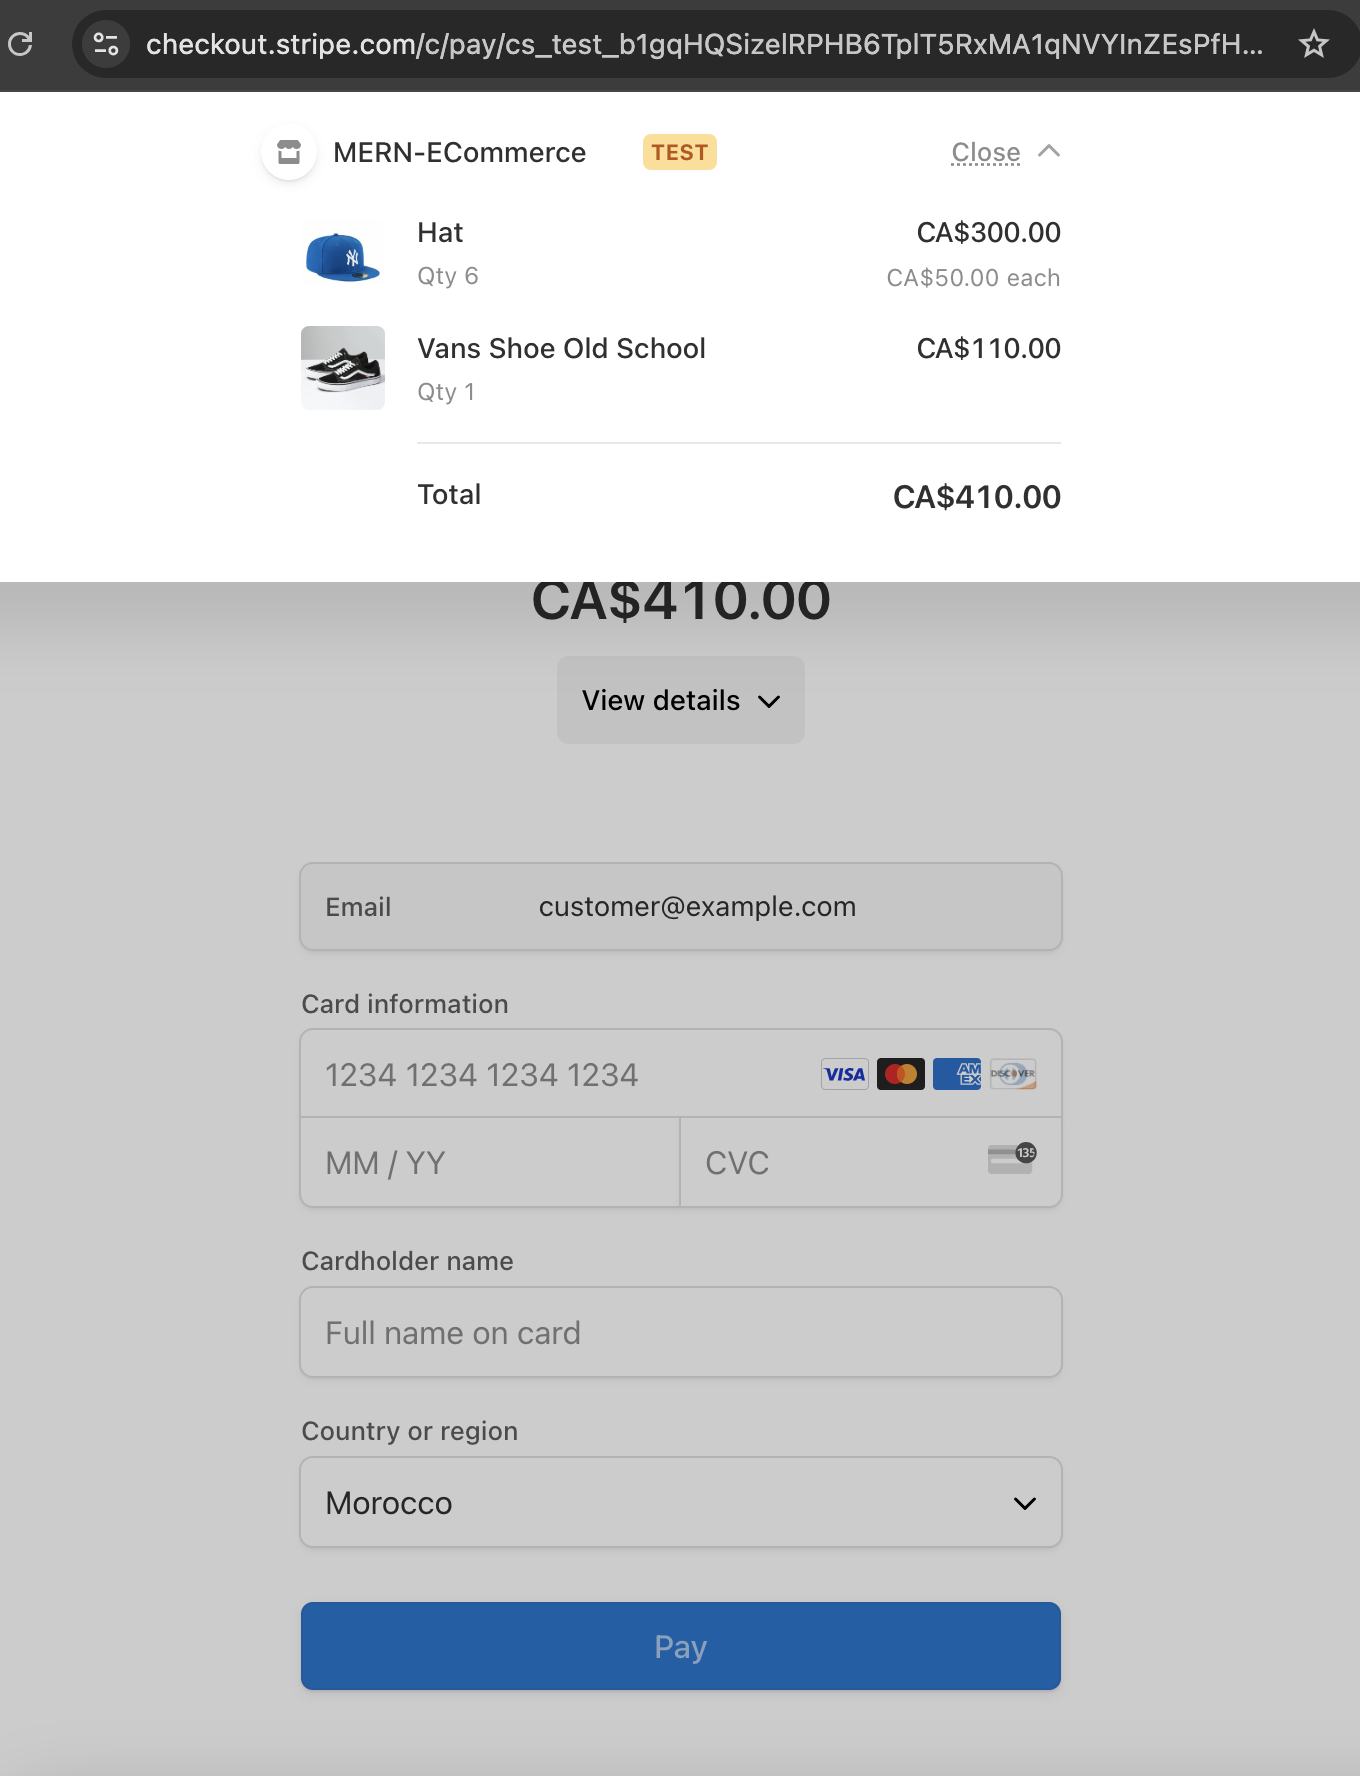 checkout.stripe.com/c/pay/cs_test_b1gqHQSizelRPHB6TplT5RxMA1qNVYInZEsPfH...
MERN-ECommerce
TEST
Close
Hat
CA$300.00
Qty 6
CA$50.00 each
Vans Shoe Old School
CA$110.00
Qty 1
Total
CA$410.00
CA$410.00
View details
Email
customer@example.com
Card information
1234 1234 1234 1234
VISA
AM
EX
DISCOVER
MM / YY
CVC
135
Cardholder name
Full name on card
Country or region
Morocco
Pay